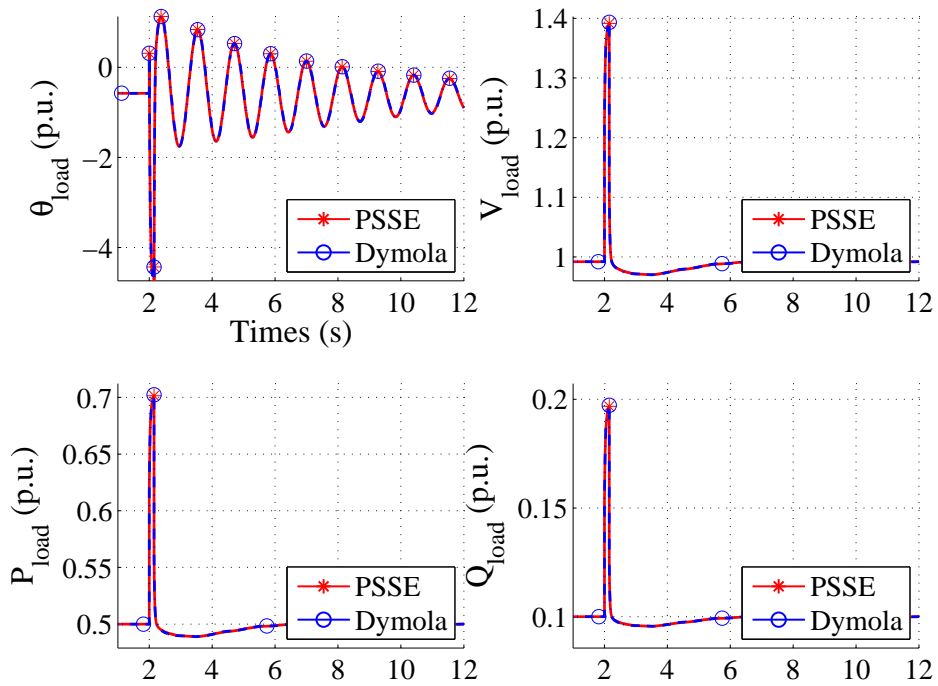 0
−2
−4
2 4 6 8 10 12
Times (s)
θload (p.u.)
PSSE
Dymola
1.4
1.3
1.2
1.1
1
2 4 6 8 10 12
Vload (p.u.)
PSSE
Dymola
0.7
0.65
0.6
0.55
0.5
2 4 6 8 10 12
Pload (p.u.)
PSSE
Dymola
0.2
0.15
0.1
2 4 6 8 10 12
Qload (p.u.)
PSSE
Dymola